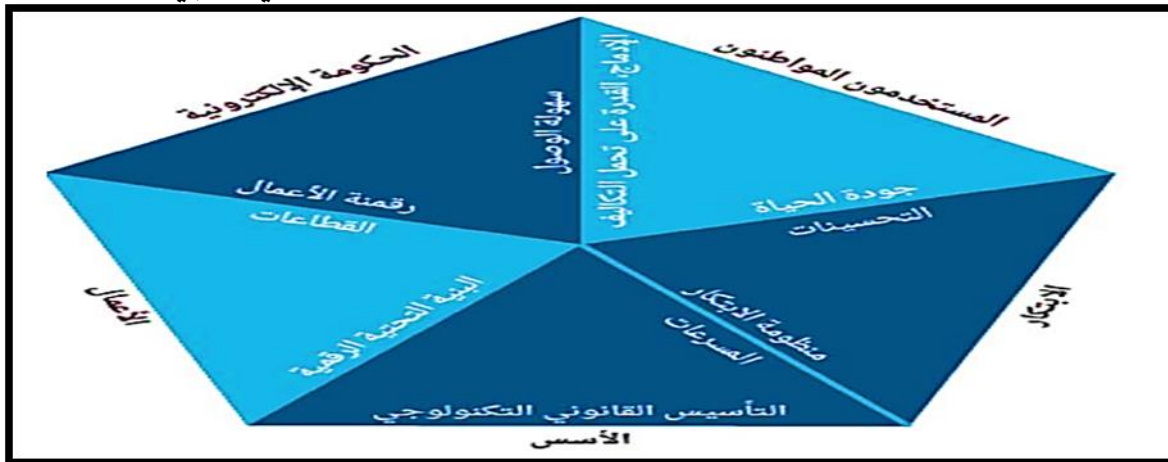 الحكومة الإلكترونية
المستخدمون المواطنون
سهولة الوصول
الإدماج، القدرة على تحمل التكاليف
رقمنة الأعمال
القطاعات
جودة الحياة
التحسينات
الأعمال
البنية التحتية الرقمية
منظومة الابتكار
المسرعات
الابتكار
التأسيس القانوني التكنولوجي
الأسس